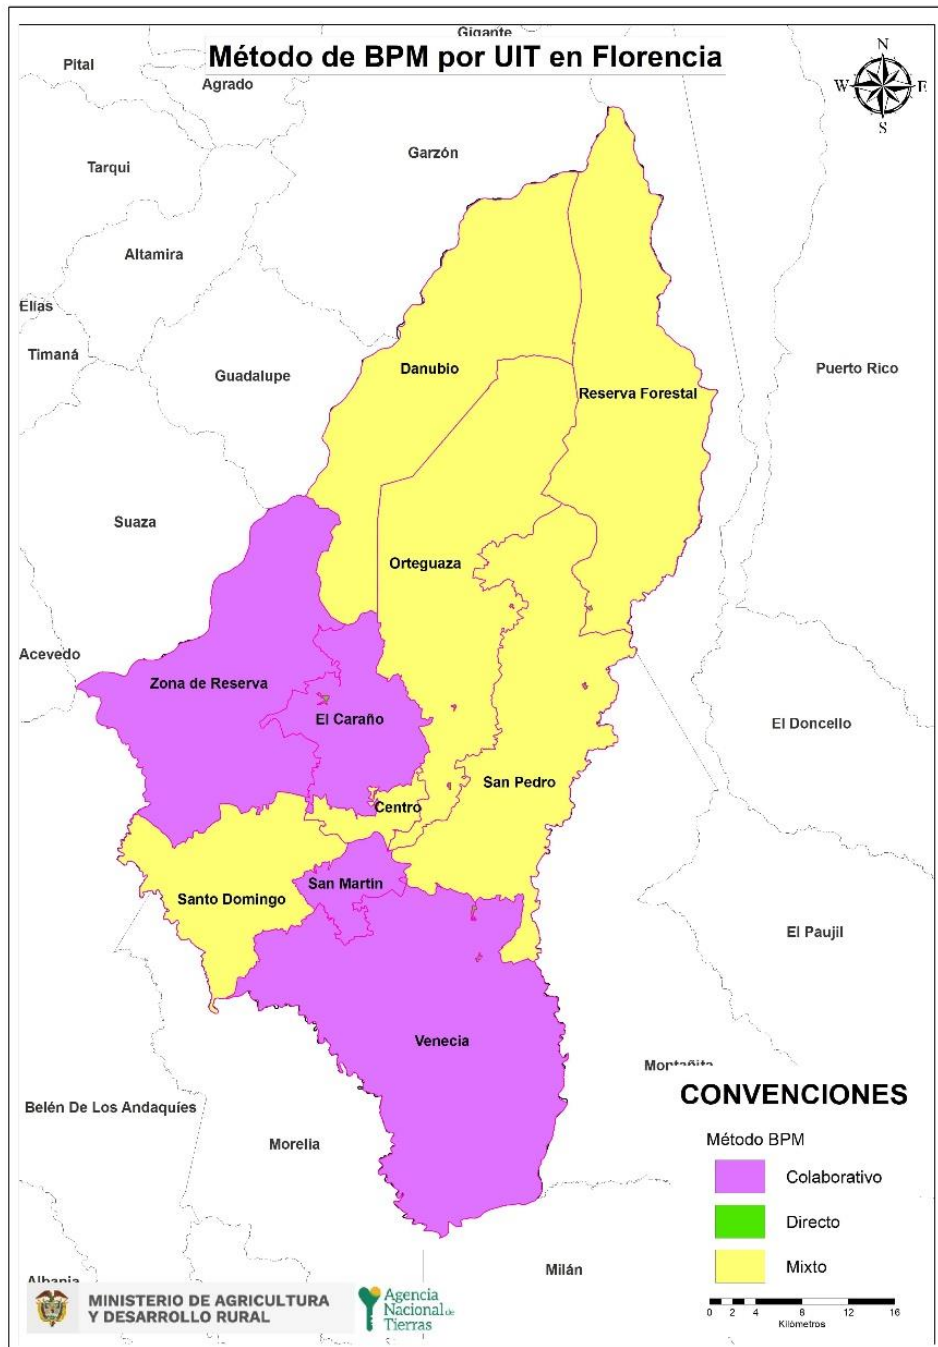 Gigante
Método de BPM por UIT en Florencia
Pital
Agrado
N
W E
S
Garzón
Tarqui
Altamira
Elías
Timaná
Guadalupe
Danubio
Puerto Rico
Reserva Forestal
Suaza
Orteguaza
Acevedo
Zona de Reserva
El Caraño
El Doncello
San Pedro
Centro
San Martin
Santo Domingo
El Paujil
Venecia
Montañita
CONVENCIONES
Belén De Los Andaquíes
Morelia
Método BPM
Colaborativo
Directo
Mixto
Milán
Albania
0 2 4 8 12 16
Kilómetros
MINISTERIO DE AGRICULTURA
Y DESARROLLO RURAL
Agencia
Nacional de
Tierras